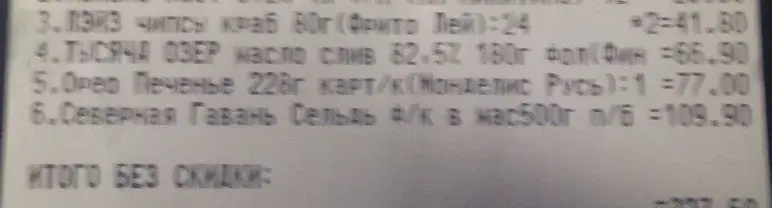 3.ЛЭЙЗ чипсы краб 80г(Фрито Лей):24 *2=41.80
4.ТЫСЯЧА ОЗЕР масло слив 82.5% 180г фол(Фин =66.90
5.Орео Печенье 228г карт/к(Монделис Русь):1 =77.00
6.Северная Гавань Сельдь ф/к в мас500г п/б =109.90
ИТОГО БЕЗ СКИДКИ: